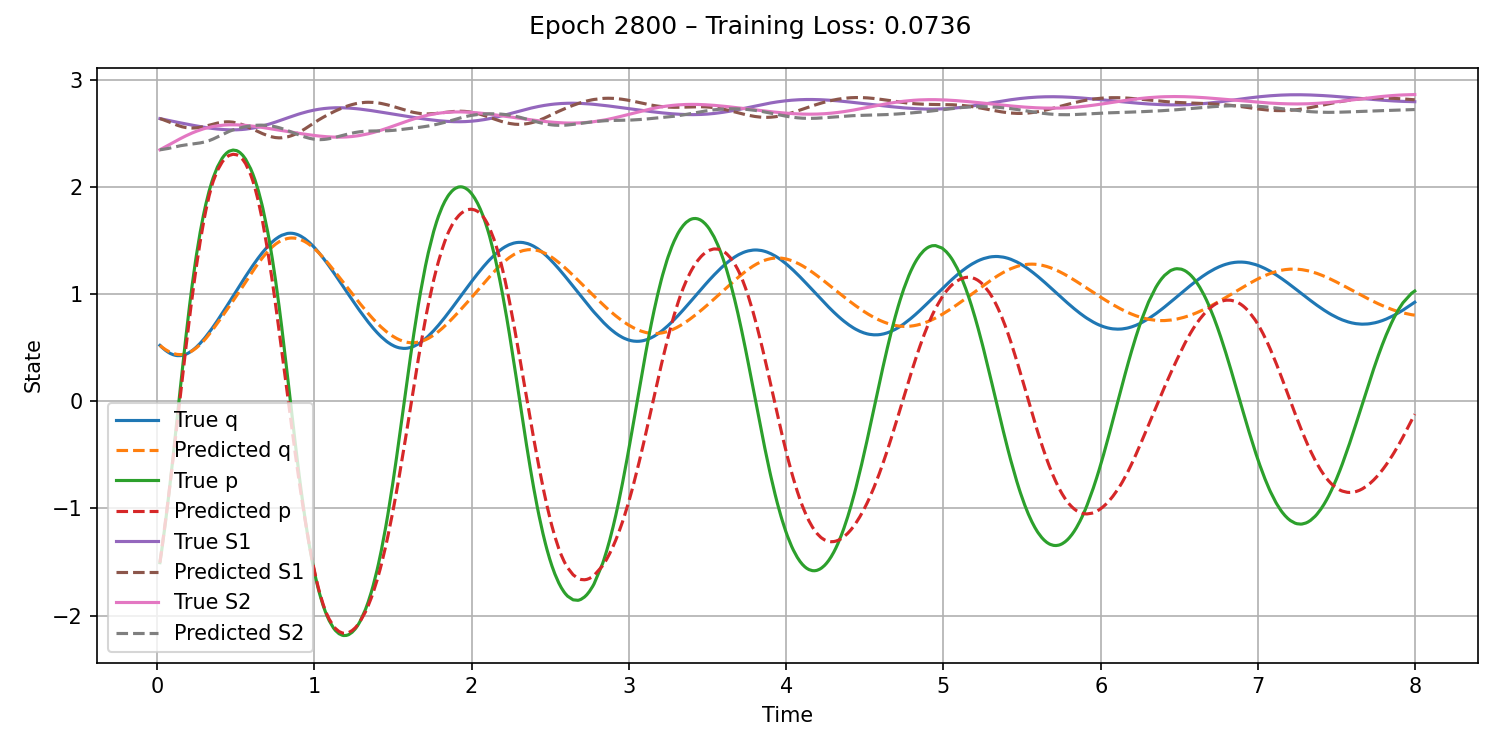 Epoch 2800 – Training Loss: 0.0736
3
2
1
0
−1
−2
State
True q
Predicted q
True p
Predicted p
True S1
Predicted S1
True S2
Predicted S2
0 1 2 3 4 5 6 7 8
Time